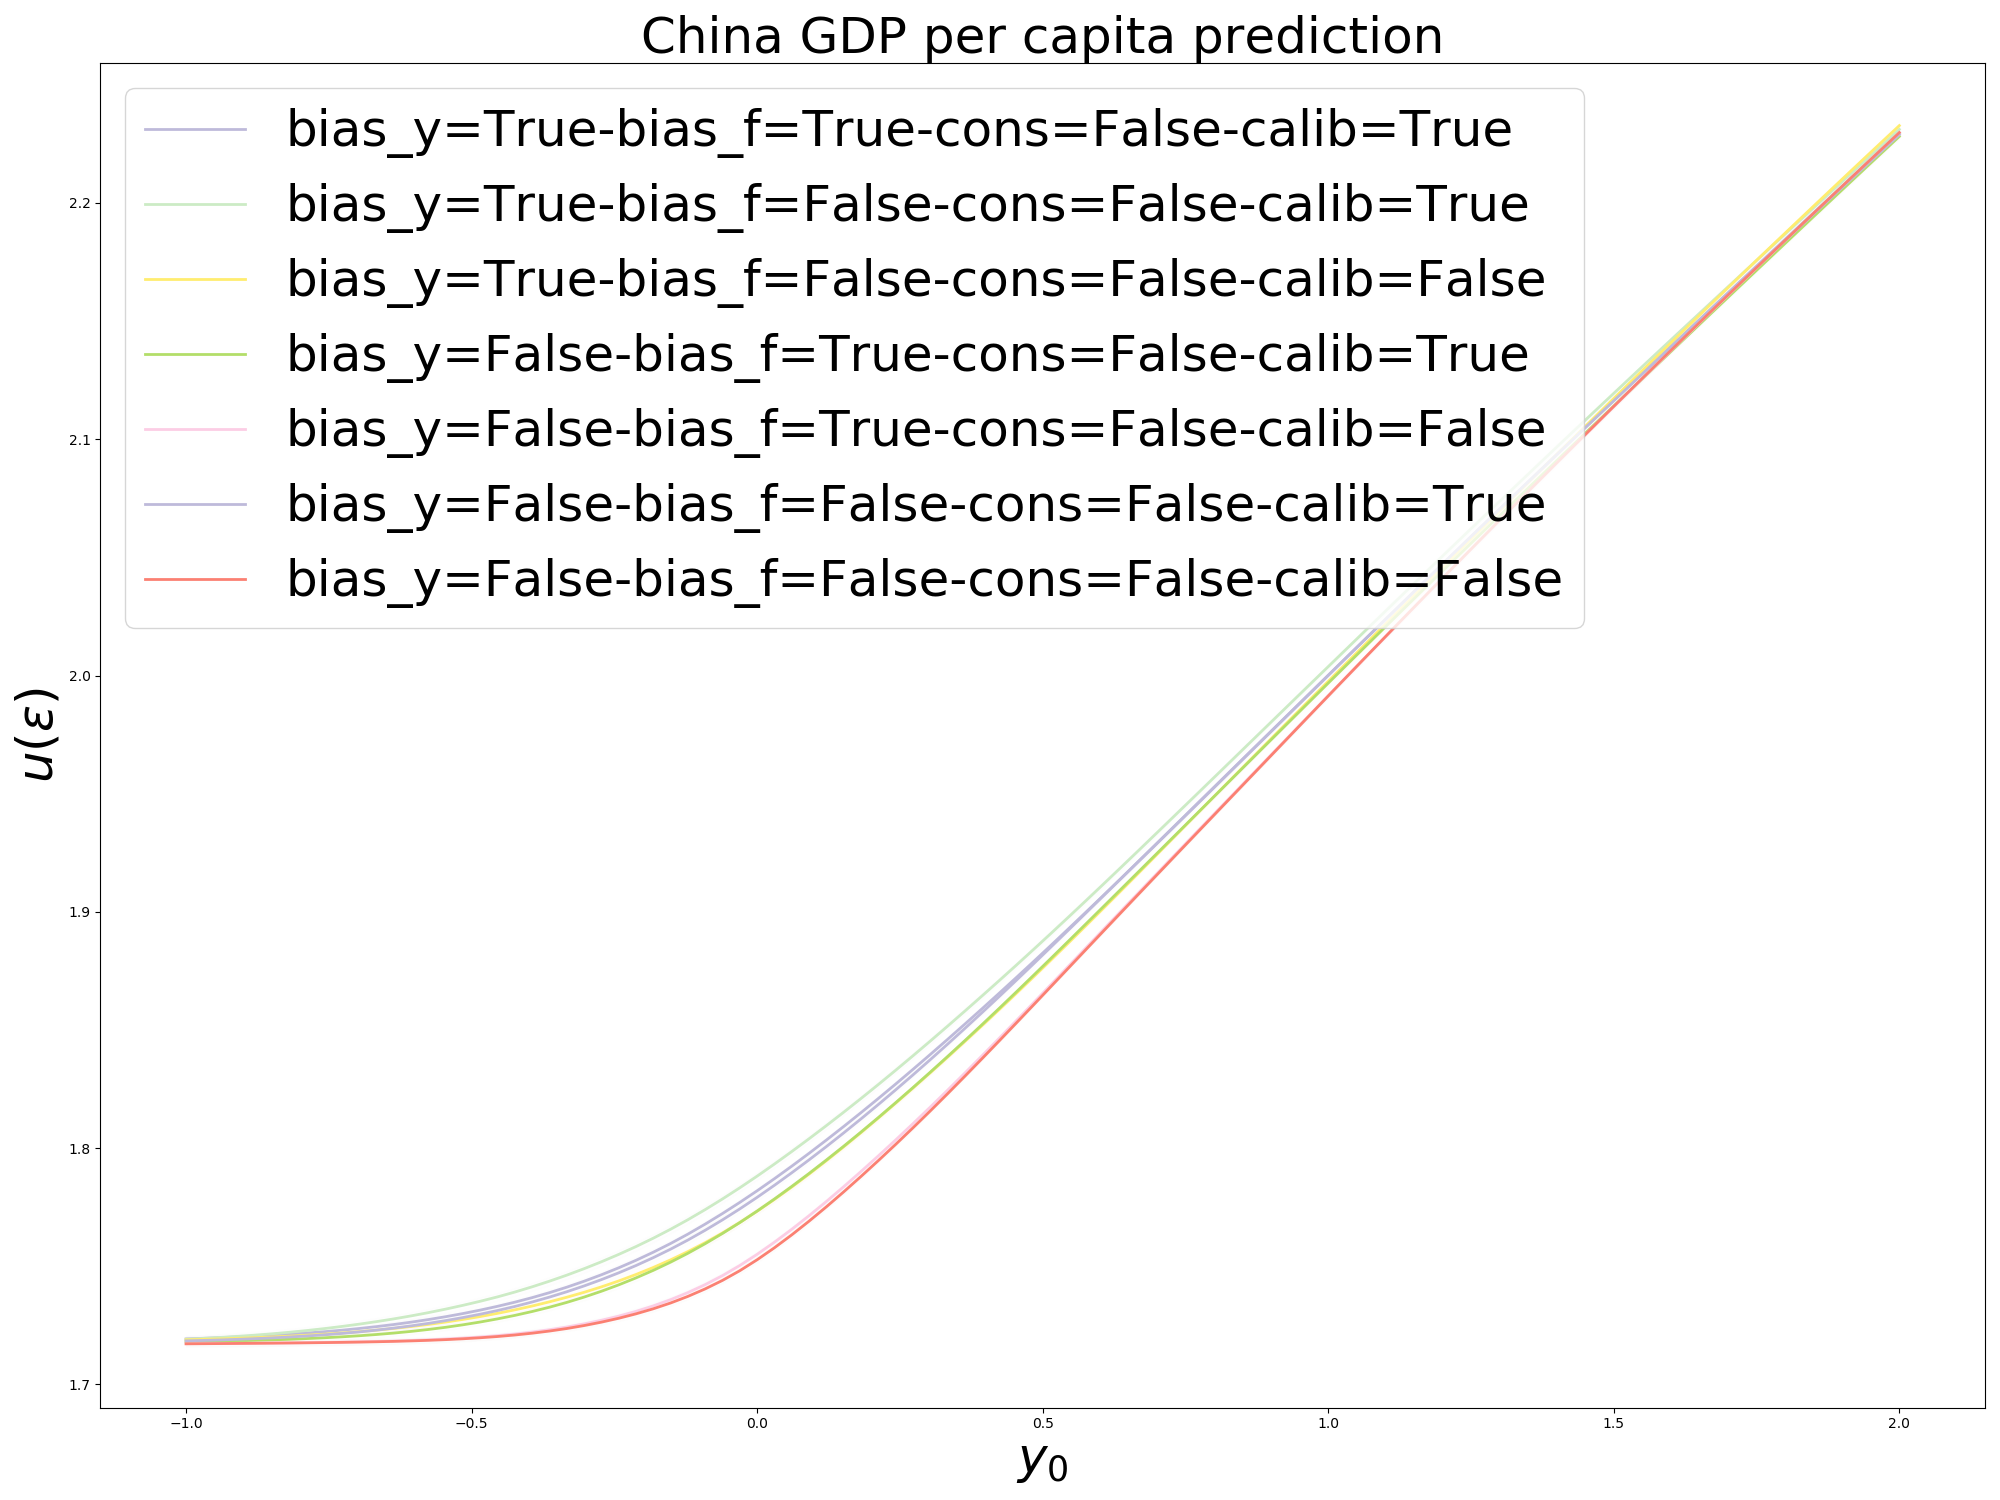 China GDP per capita prediction
bias_y=True-bias_f=True-cons=False-calib=True
bias_y=True-bias_f=False-cons=False-calib=True
bias_y=True-bias_f=False-cons=False-calib=False
bias_y=False-bias_f=True-cons=False-calib=True
bias_y=False-bias_f=True-cons=False-calib=False
bias_y=False-bias_f=False-cons=False-calib=True
bias_y=False-bias_f=False-cons=False-calib=False
2.2
2.1
2.0
1.9
1.8
1.7
u(ε)
−1.0 −0.5 0.0 0.5 1.0 1.5 2.0
y₀